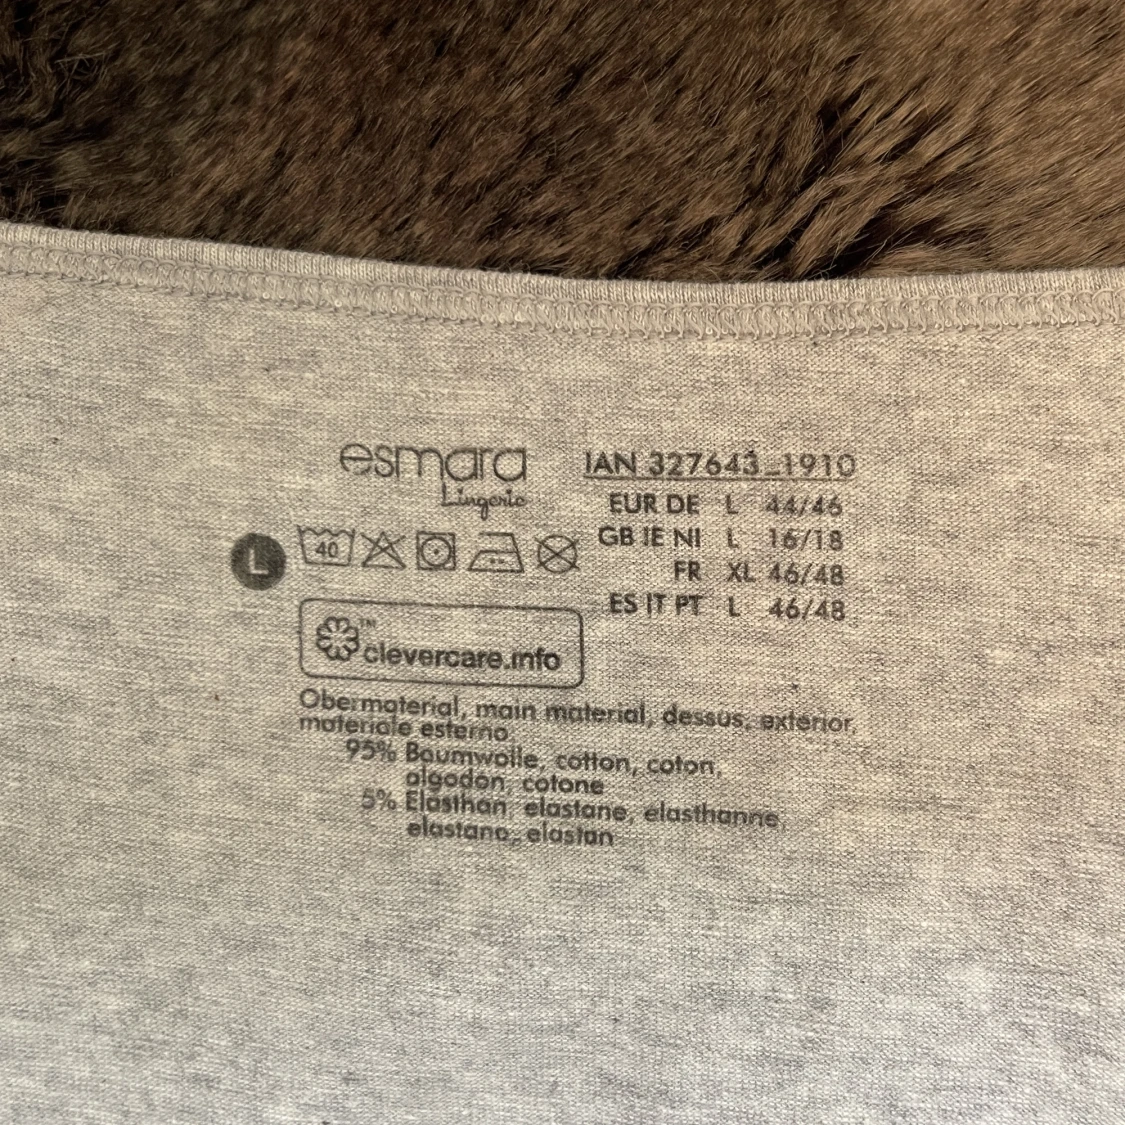 esmara
Lingerie
IAN 327643_1910
EUR DE L 44/46
GB IE NI L 16/18
FR XL 46/48
ES IT PT L 46/48
L
40
™
clevercare.info
Obermaterial, main material, dessus, exterior,
materiale esterno
95% Baumwolle, cotton, coton,
algodón, cotone
5% Elasthan, elastane, elasthanne,
elastano, elastan